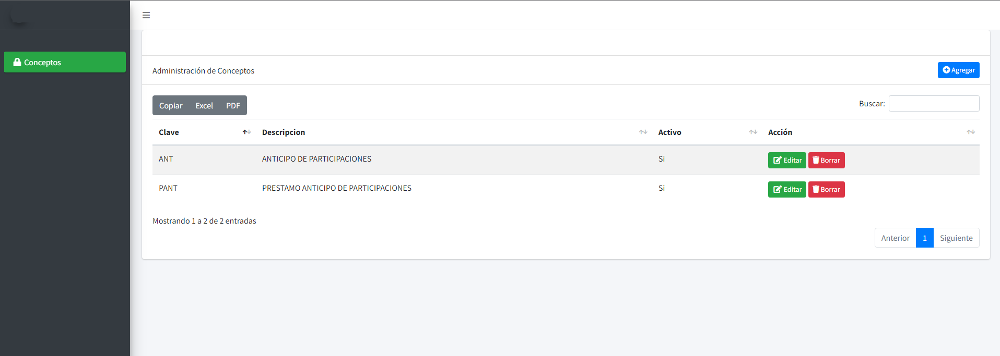 Conceptos
Administración de Conceptos
Agregar
Copiar Excel PDF
Buscar:
Clave Descripcion Activo Acción
ANT ANTICIPO DE PARTICIPACIONES Si Editar Borrar
PANT PRESTAMO ANTICIPO DE PARTICIPACIONES Si Editar Borrar
Mostrando 1 a 2 de 2 entradas
Anterior 1 Siguiente